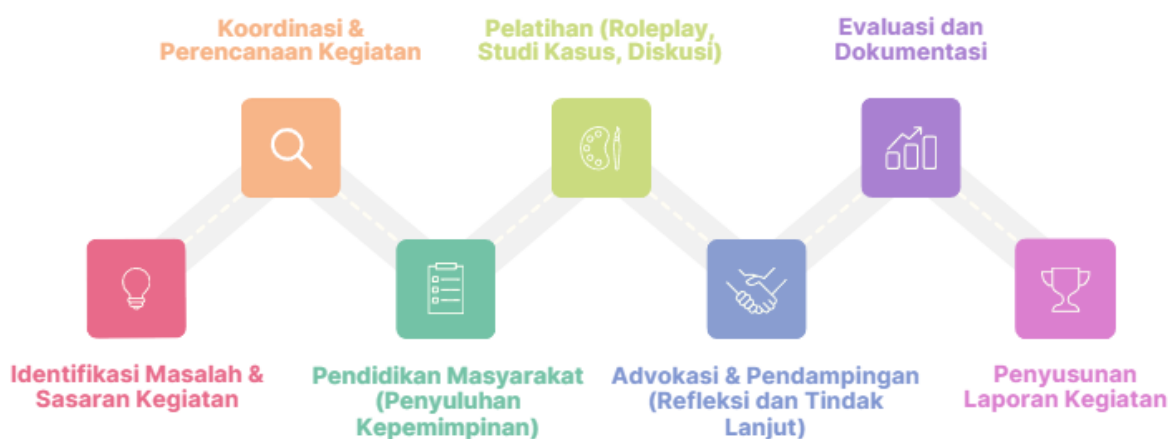 Koordinasi &
Perencanaan Kegiatan
Pelatihan (Roleplay,
Studi Kasus, Diskusi)
Evaluasi dan
Dokumentasi
Identifikasi Masalah &
Sasaran Kegiatan
Pendidikan Masyarakat
(Penyuluhan
Kepemimpinan)
Advokasi & Pendampingan
(Refleksi dan Tindak
Lanjut)
Penyusunan
Laporan Kegiatan